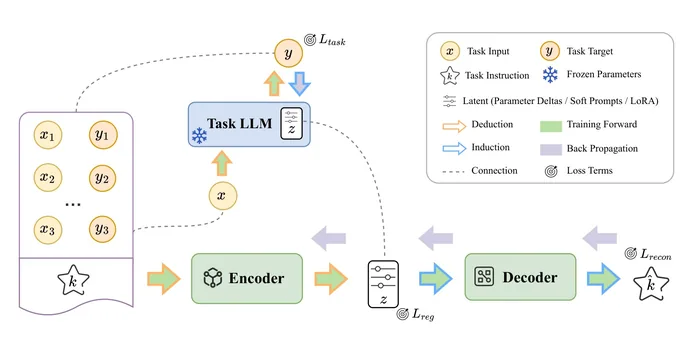 y L_task
Task LLM z
x_1 y_1
x_2 y_2
...
x_3 y_3
x
k Encoder z Decoder k̂ L_recon
L_reg
x Task Input y Task Target
k Task Instruction Frozen Parameters
Latent (Parameter Deltas / Soft Prompts / LoRA)
Deduction Training Forward
Induction Back Propagation
Connection Loss Terms